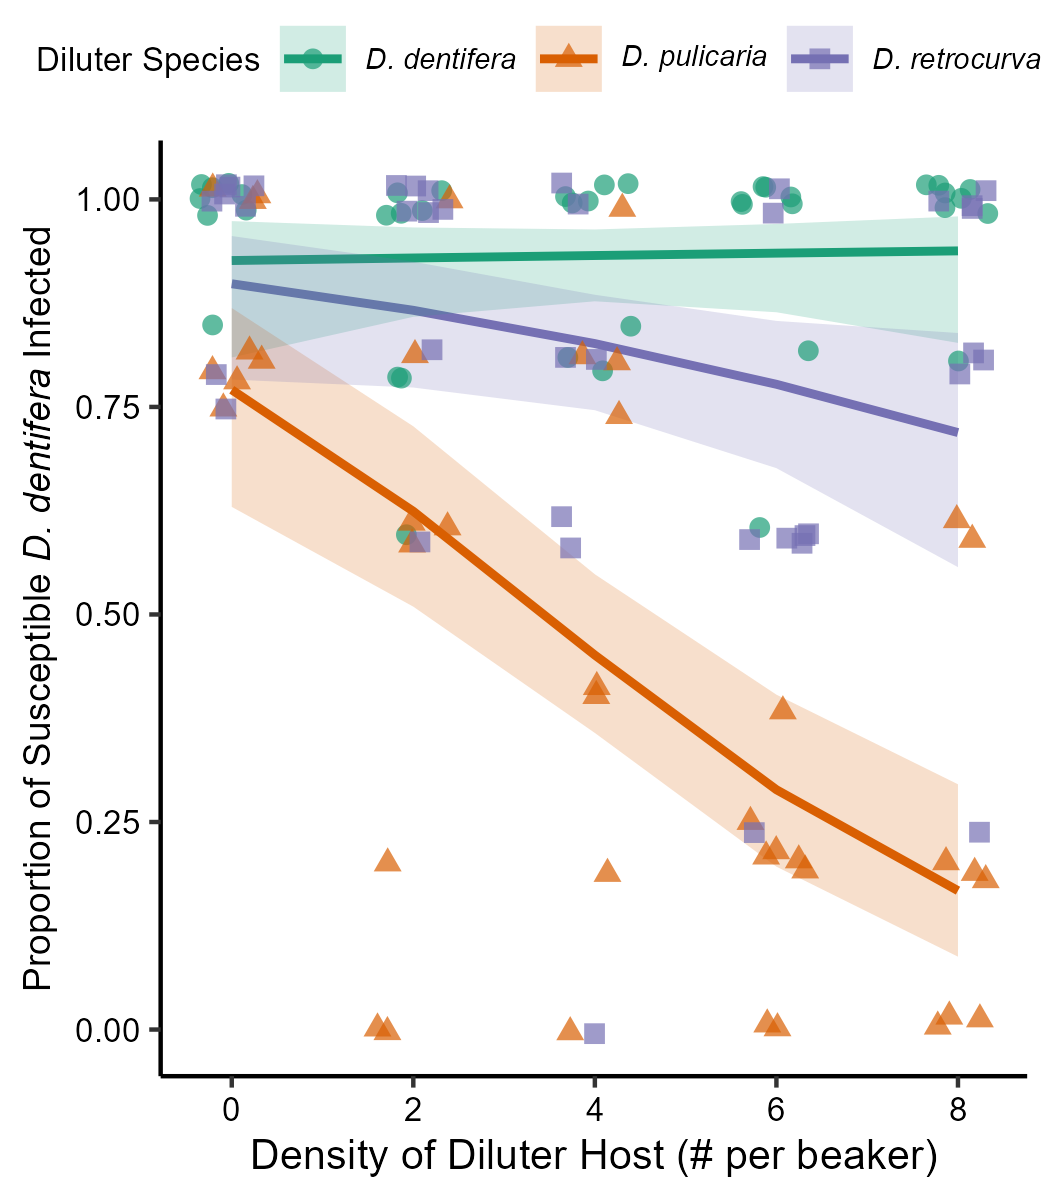 Diluter Species D. dentifera D. pulicaria D. retrocurva
Proportion of Susceptible D. dentifera Infected
1.00
0.75
0.50
0.25
0.00
0 2 4 6 8
Density of Diluter Host (# per beaker)